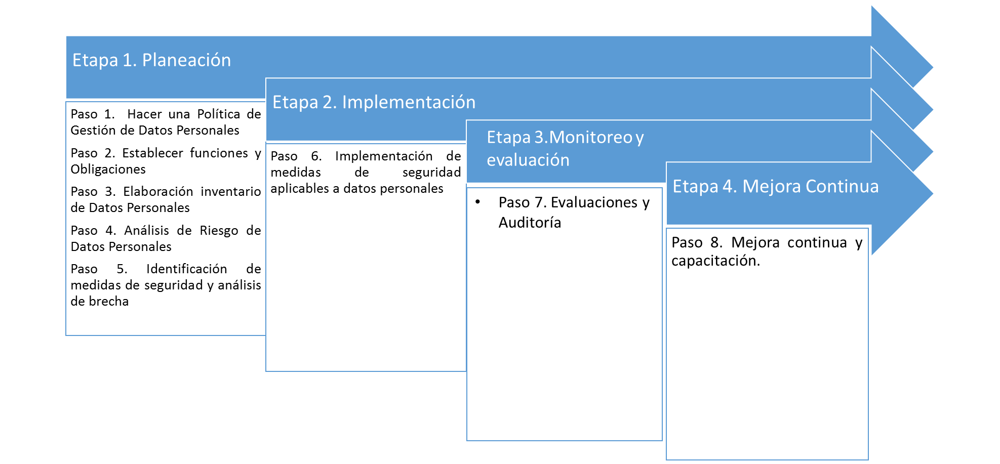 Etapa 1. Planeación
Paso 1. Hacer una Política de
Gestión de Datos Personales
Paso 2. Establecer funciones y
Obligaciones
Paso 3. Elaboración inventario
de Datos Personales
Paso 4. Análisis de Riesgo de
Datos Personales
Paso 5. Identificación de
medidas de seguridad y análisis
de brecha
Etapa 2. Implementación
Paso 6. Implementación de
medidas de seguridad
aplicables a datos personales
Etapa 3.Monitoreo y
evaluación
• Paso 7. Evaluaciones y
Auditoría
Etapa 4. Mejora Continua
Paso 8. Mejora continua y
capacitación.